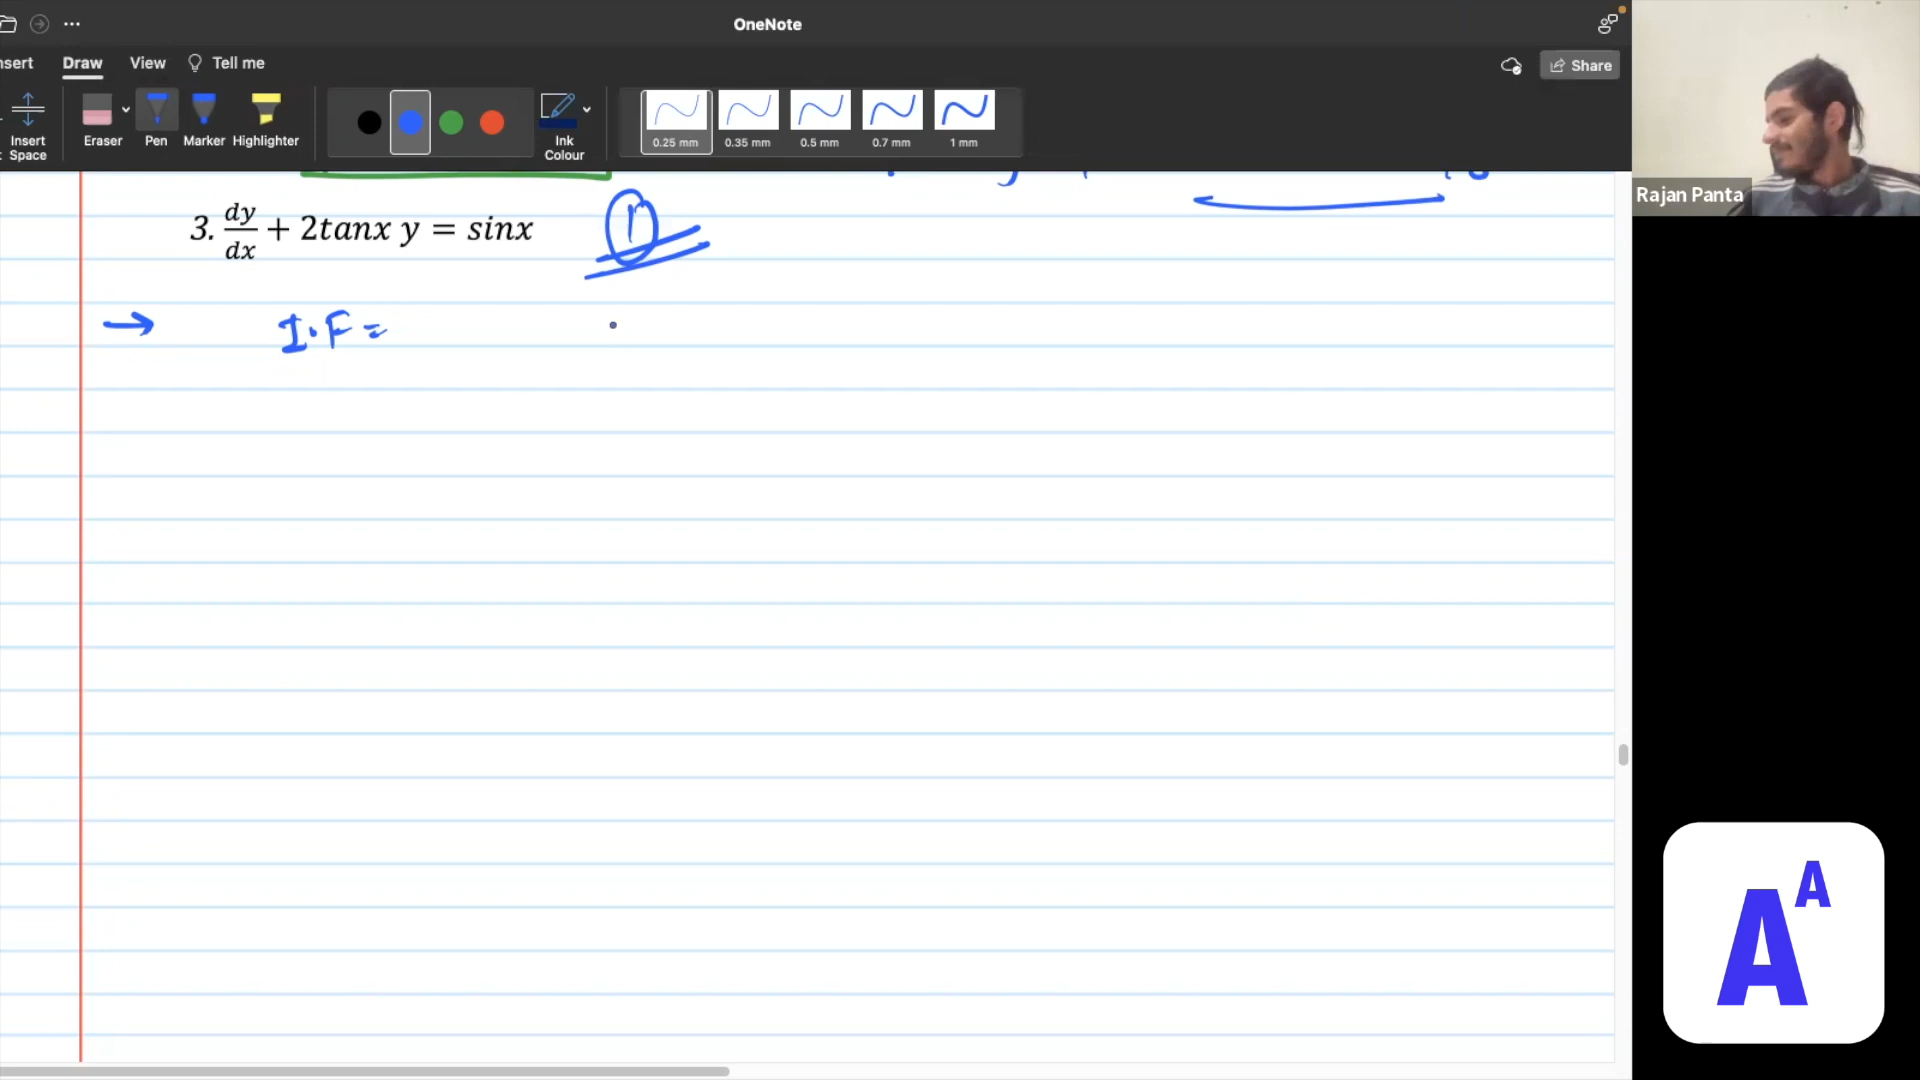 OneNote
nsert Draw View Tell me Share
Insert Space Eraser Pen Marker Highlighter Ink Colour 0.25 mm 0.35 mm 0.5 mm 0.7 mm 1 mm
Rajan Panta
3. dy/dx + 2tanx y = sinx 1
→ I.F =
A^A